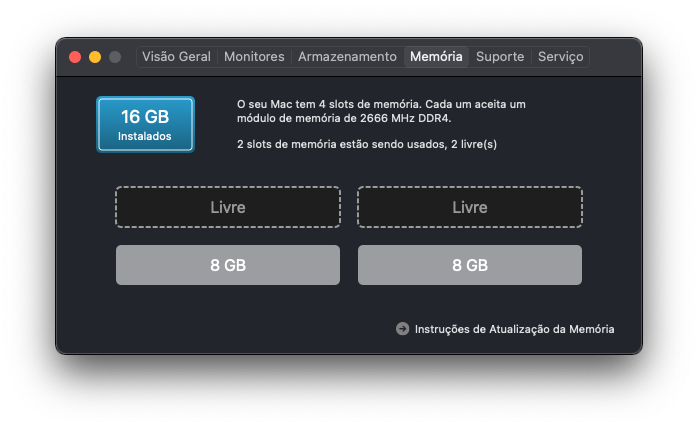 Visão Geral Monitores Armazenamento Memória Suporte Serviço
16 GB
Instalados
O seu Mac tem 4 slots de memória. Cada um aceita um
módulo de memória de 2666 MHz DDR4.
2 slots de memória estão sendo usados, 2 livre(s)
Livre Livre
8 GB 8 GB
Instruções de Atualização da Memória